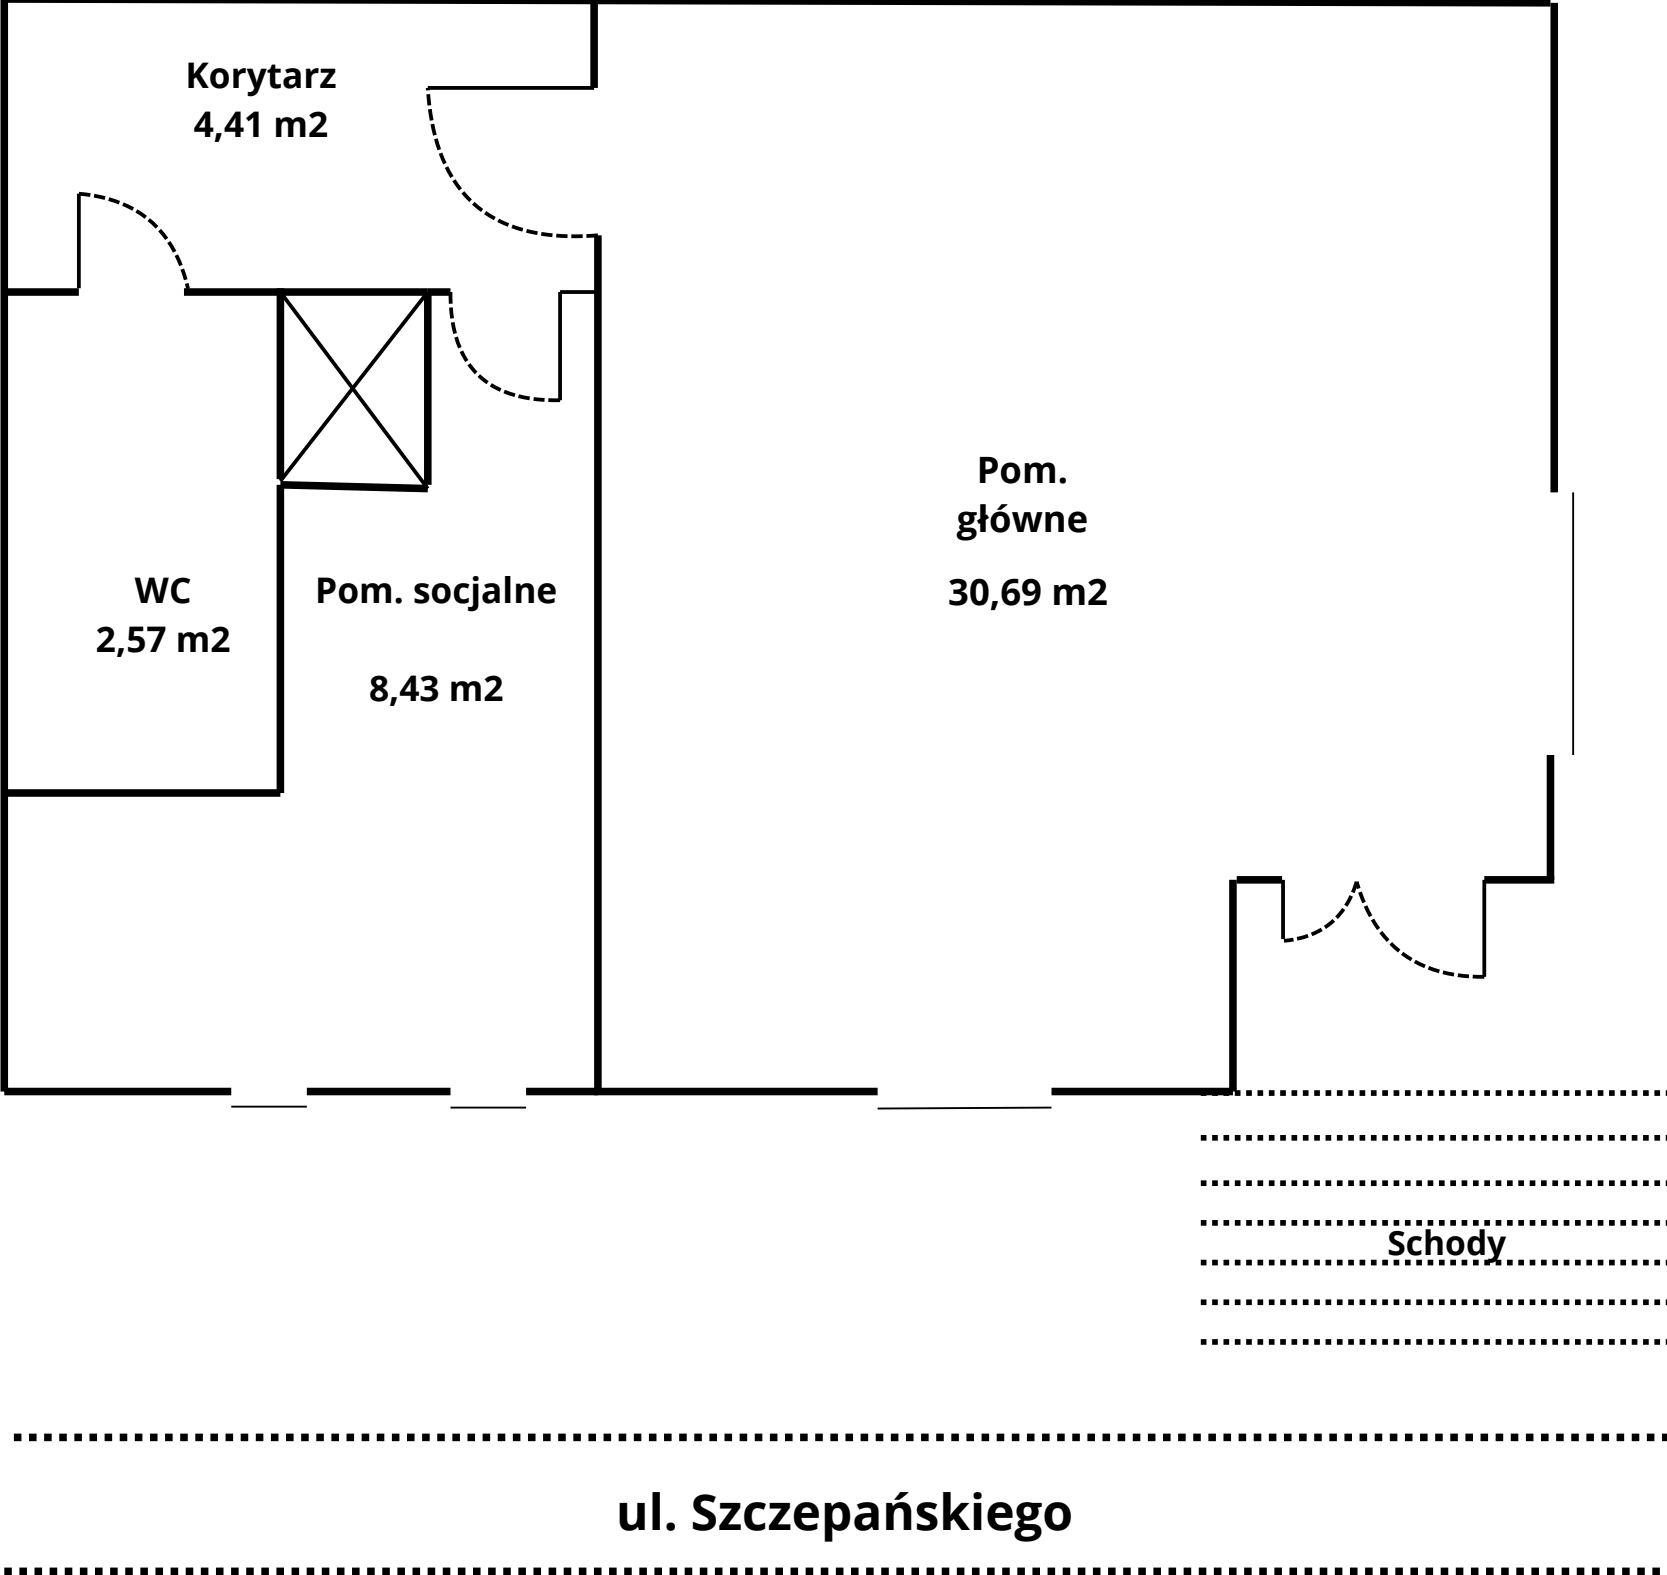 Korytarz
4,41 m2
Pom.
główne
30,69 m2
WC
2,57 m2
Pom. socjalne
8,43 m2
Schody
ul. Szczepańskiego